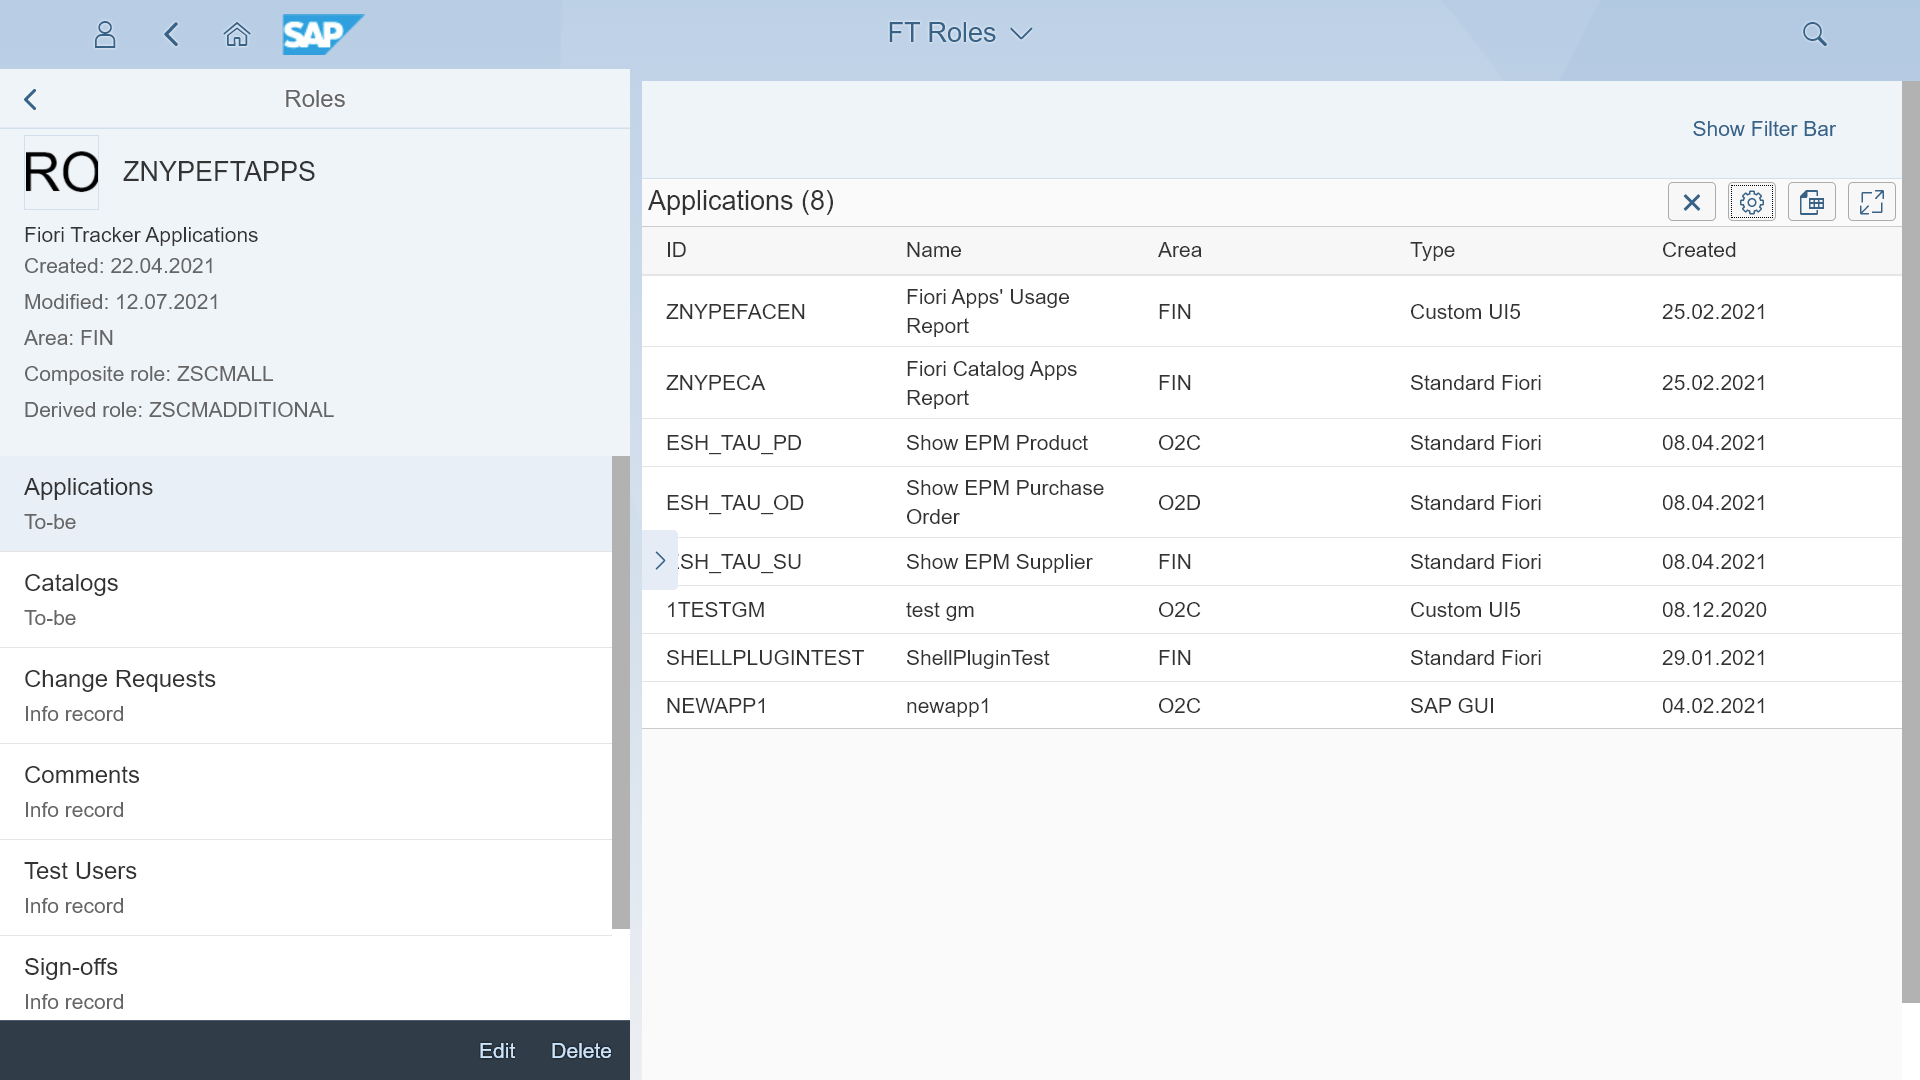 SAP
FT Roles
Roles
RO
ZNYPEFTAPPS
Fiori Tracker Applications
Created: 22.04.2021
Modified: 12.07.2021
Area: FIN
Composite role: ZSCMALL
Derived role: ZSCMADDITIONAL
Applications
To-be
Catalogs
To-be
Change Requests
Info record
Comments
Info record
Test Users
Info record
Sign-offs
Info record
Edit Delete
Show Filter Bar
Applications (8)
ID Name Area Type Created
ZNYPEFACEN Fiori Apps' Usage Report FIN Custom UI5 25.02.2021
ZNYPECA Fiori Catalog Apps Report FIN Standard Fiori 25.02.2021
ESH_TAU_PD Show EPM Product O2C Standard Fiori 08.04.2021
ESH_TAU_OD Show EPM Purchase Order O2D Standard Fiori 08.04.2021
SH_TAU_SU Show EPM Supplier FIN Standard Fiori 08.04.2021
1TESTGM test gm O2C Custom UI5 08.12.2020
SHELLPLUGINTEST ShellPluginTest FIN Standard Fiori 29.01.2021
NEWAPP1 newapp1 O2C SAP GUI 04.02.2021